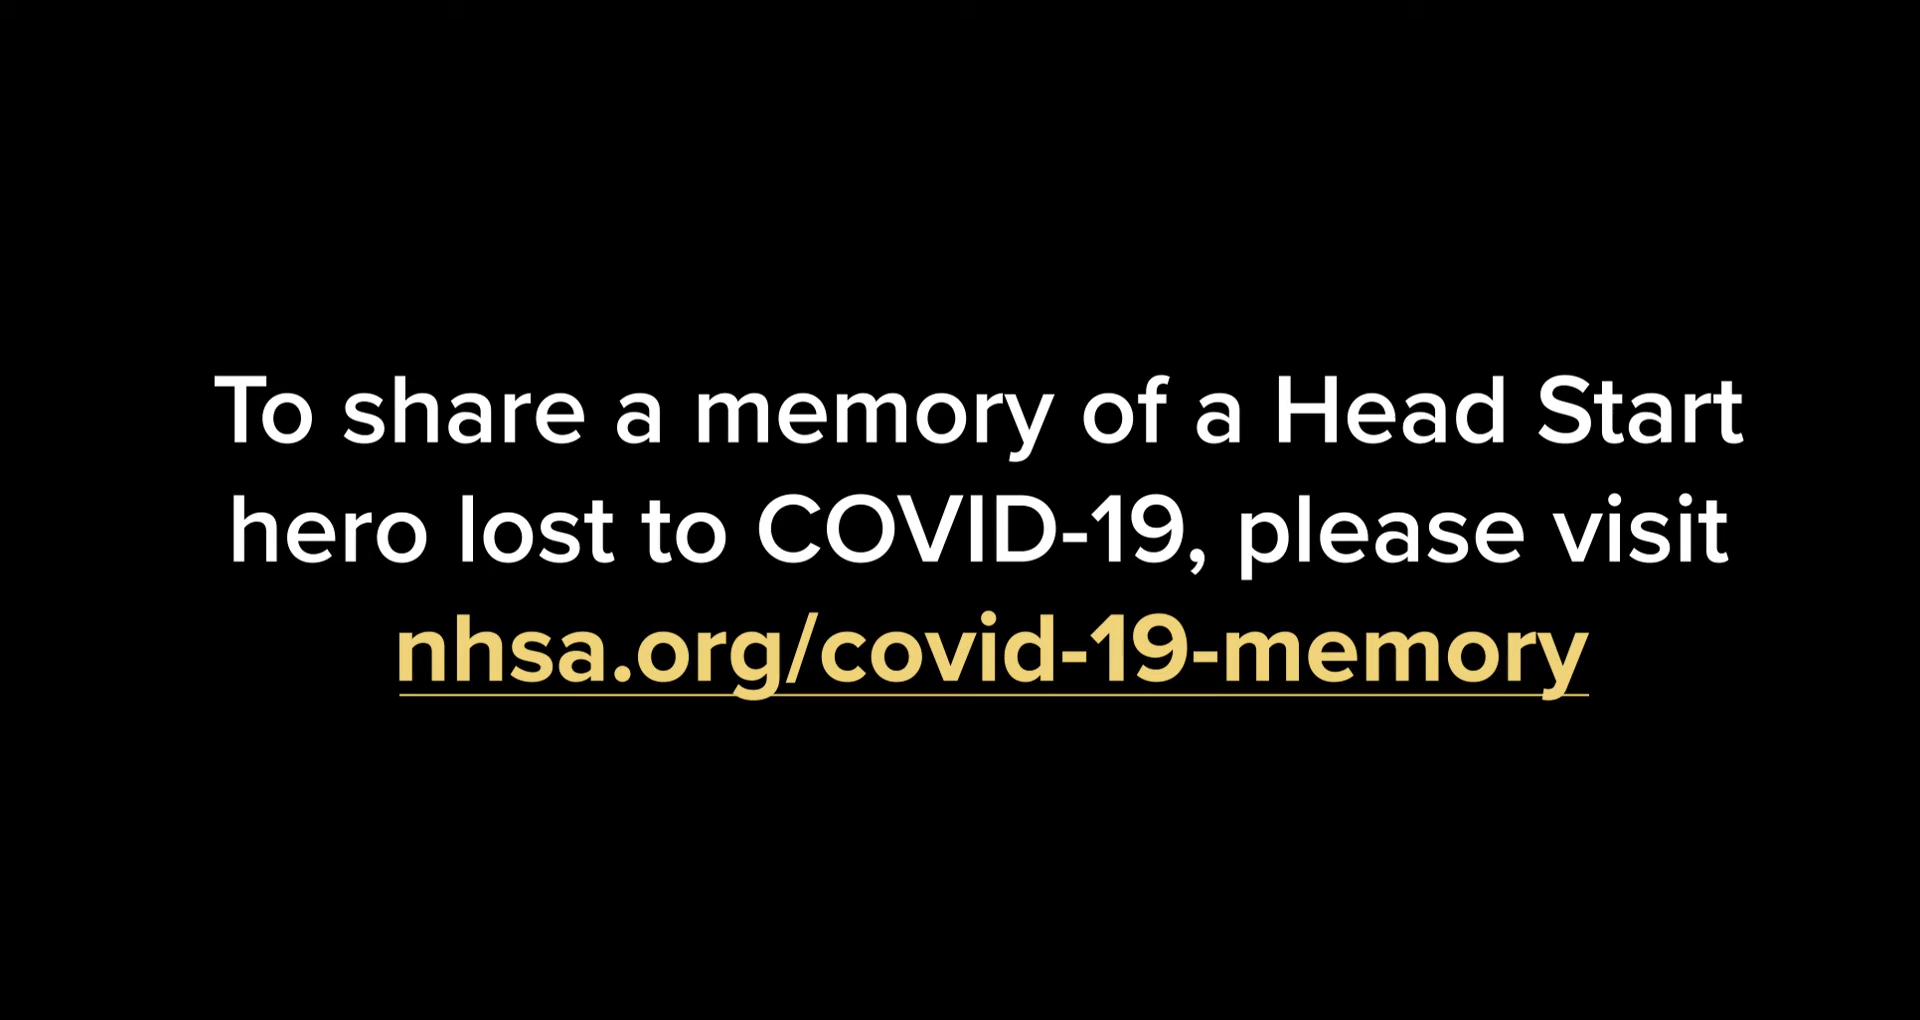 To share a memory of a Head Start
hero lost to COVID-19, please visit
nhsa.org/covid-19-memory